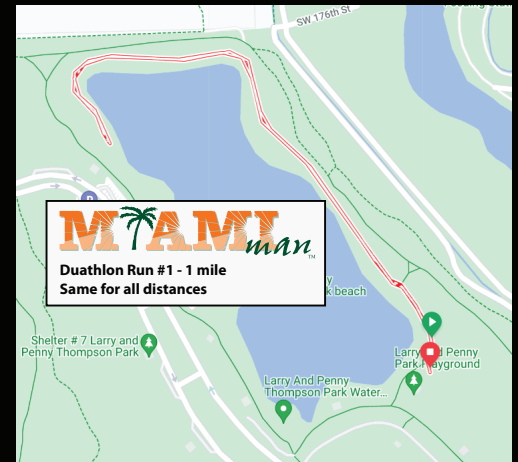 SW 176th St
MIAMI
man
TM
Duathlon Run #1 - 1 mile
Same for all distances
beach
Shelter # 7 Larry and
Penny Thompson Park
Larry And Penny
Park Playground
Larry And Penny
Thompson Park Water...